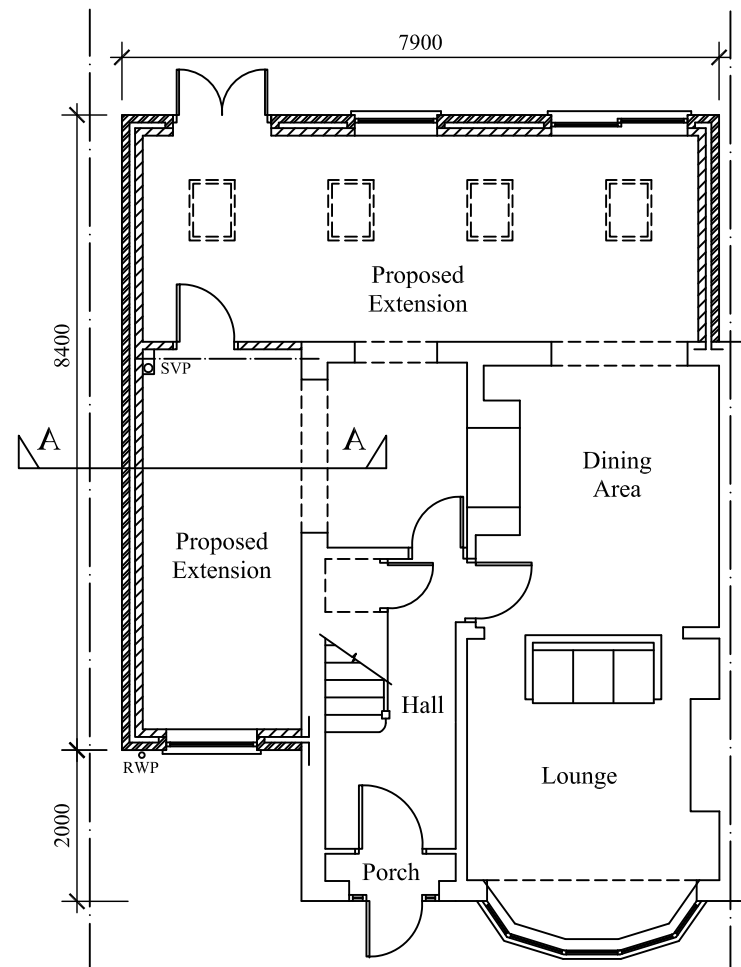 7900
Proposed
Extension
8400
SVP
A A
Dining
Area
Proposed
Extension
Hall
RWP
Lounge
2000
Porch